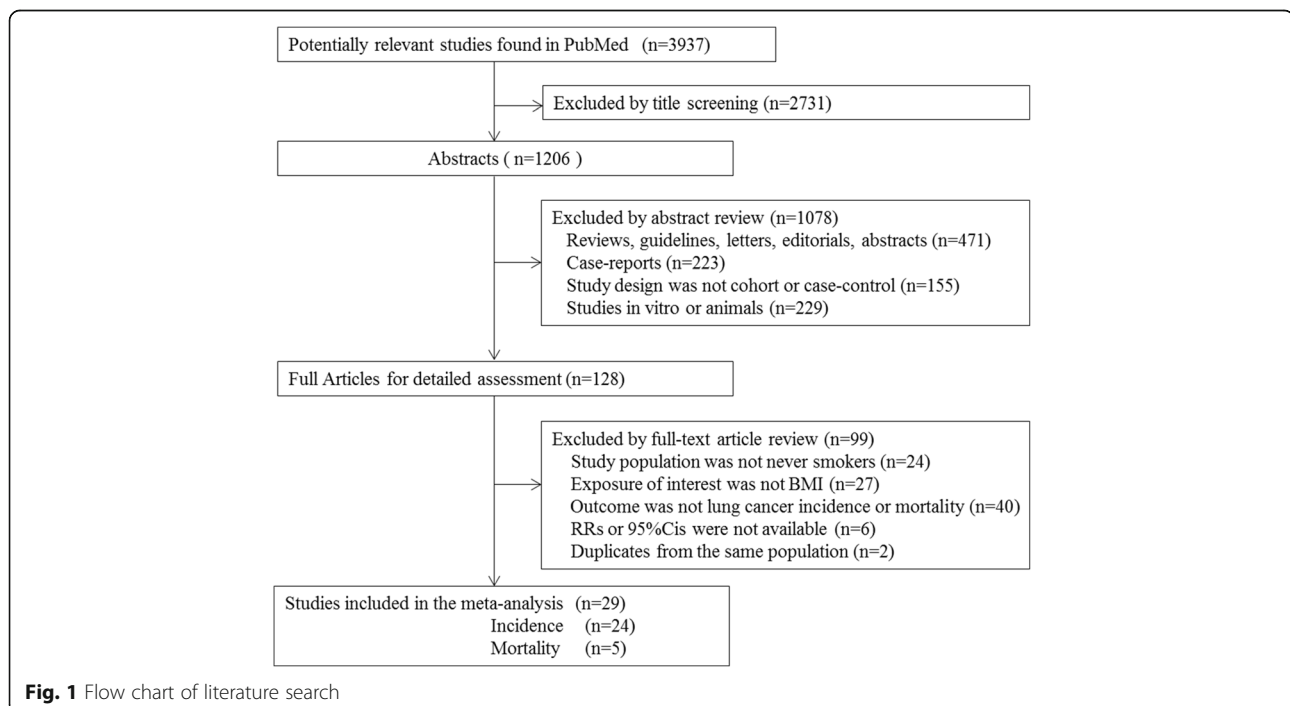 Potentially relevant studies found in PubMed (n=3937)
Excluded by title screening (n=2731)
Abstracts ( n=1206 )
Excluded by abstract review (n=1078)
Reviews, guidelines, letters, editorials, abstracts (n=471)
Case-reports (n=223)
Study design was not cohort or case-control (n=155)
Studies in vitro or animals (n=229)
Full Articles for detailed assessment (n=128)
Excluded by full-text article review (n=99)
Study population was not never smokers (n=24)
Exposure of interest was not BMI (n=27)
Outcome was not lung cancer incidence or mortality (n=40)
RRs or 95%Cis were not available (n=6)
Duplicates from the same population (n=2)
Studies included in the meta-analysis (n=29)
Incidence (n=24)
Mortality (n=5)
Fig. 1 Flow chart of literature search